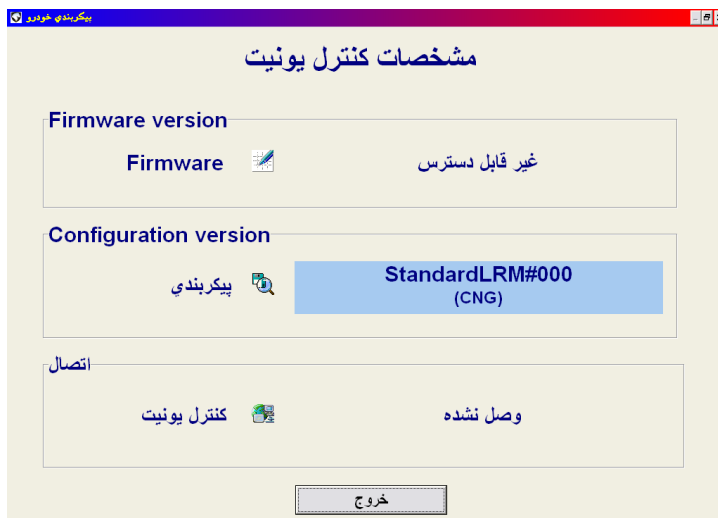 پيکربندي خودرو
مشخصات کنترل يونيت
Firmware version
Firmware
غير قابل دسترس
Configuration version
پيکربندي
StandardLRM#000
(CNG)
اتصال
کنترل يونيت
وصل نشده
خروج